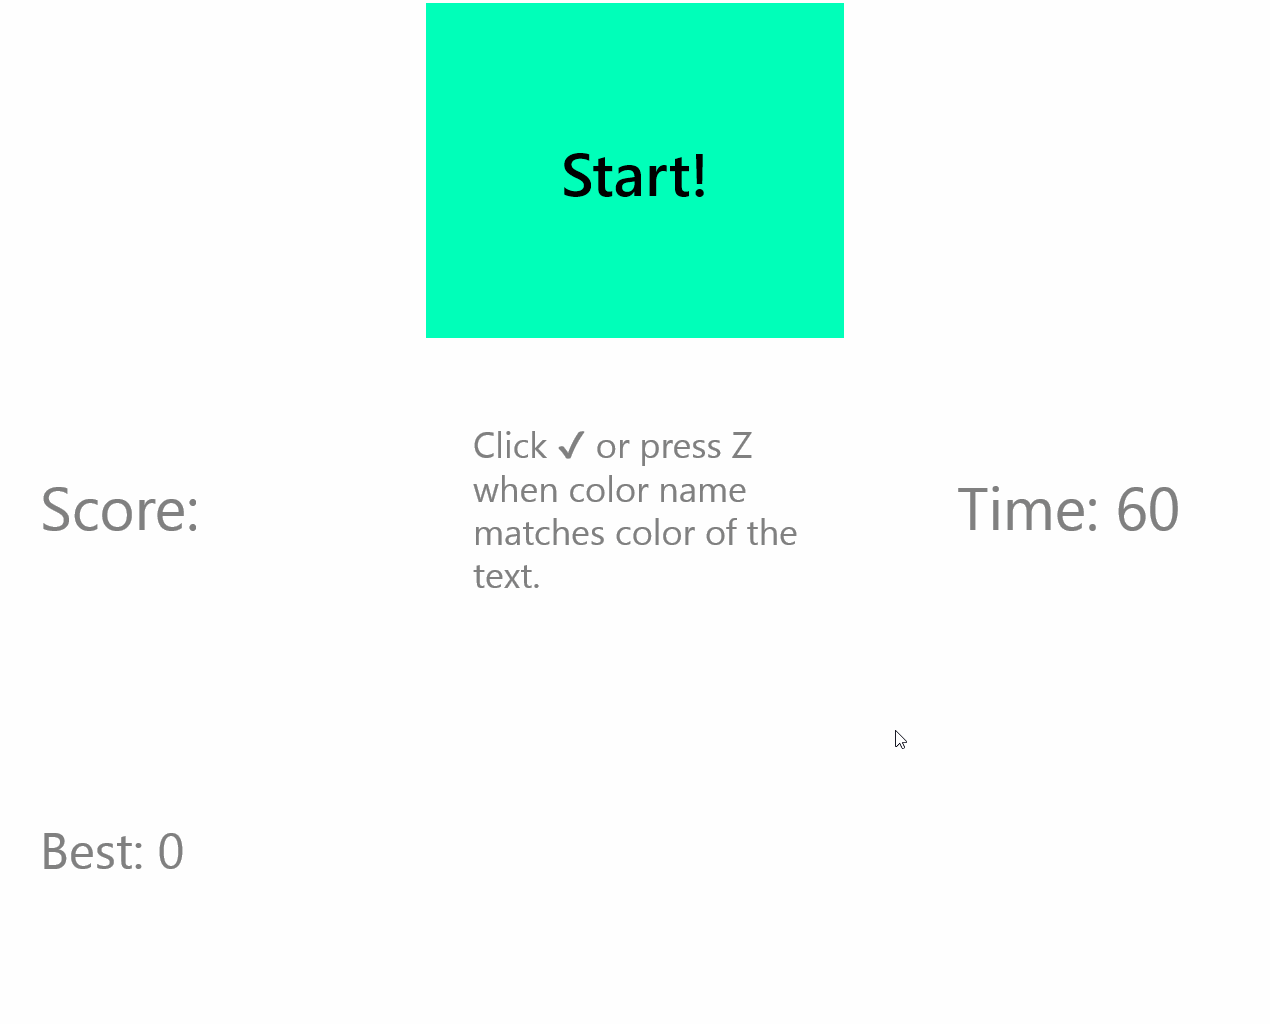 Start!
Click ✓ or press Z
when color name
matches color of the
text.
Score:
Time: 60
Best: 0